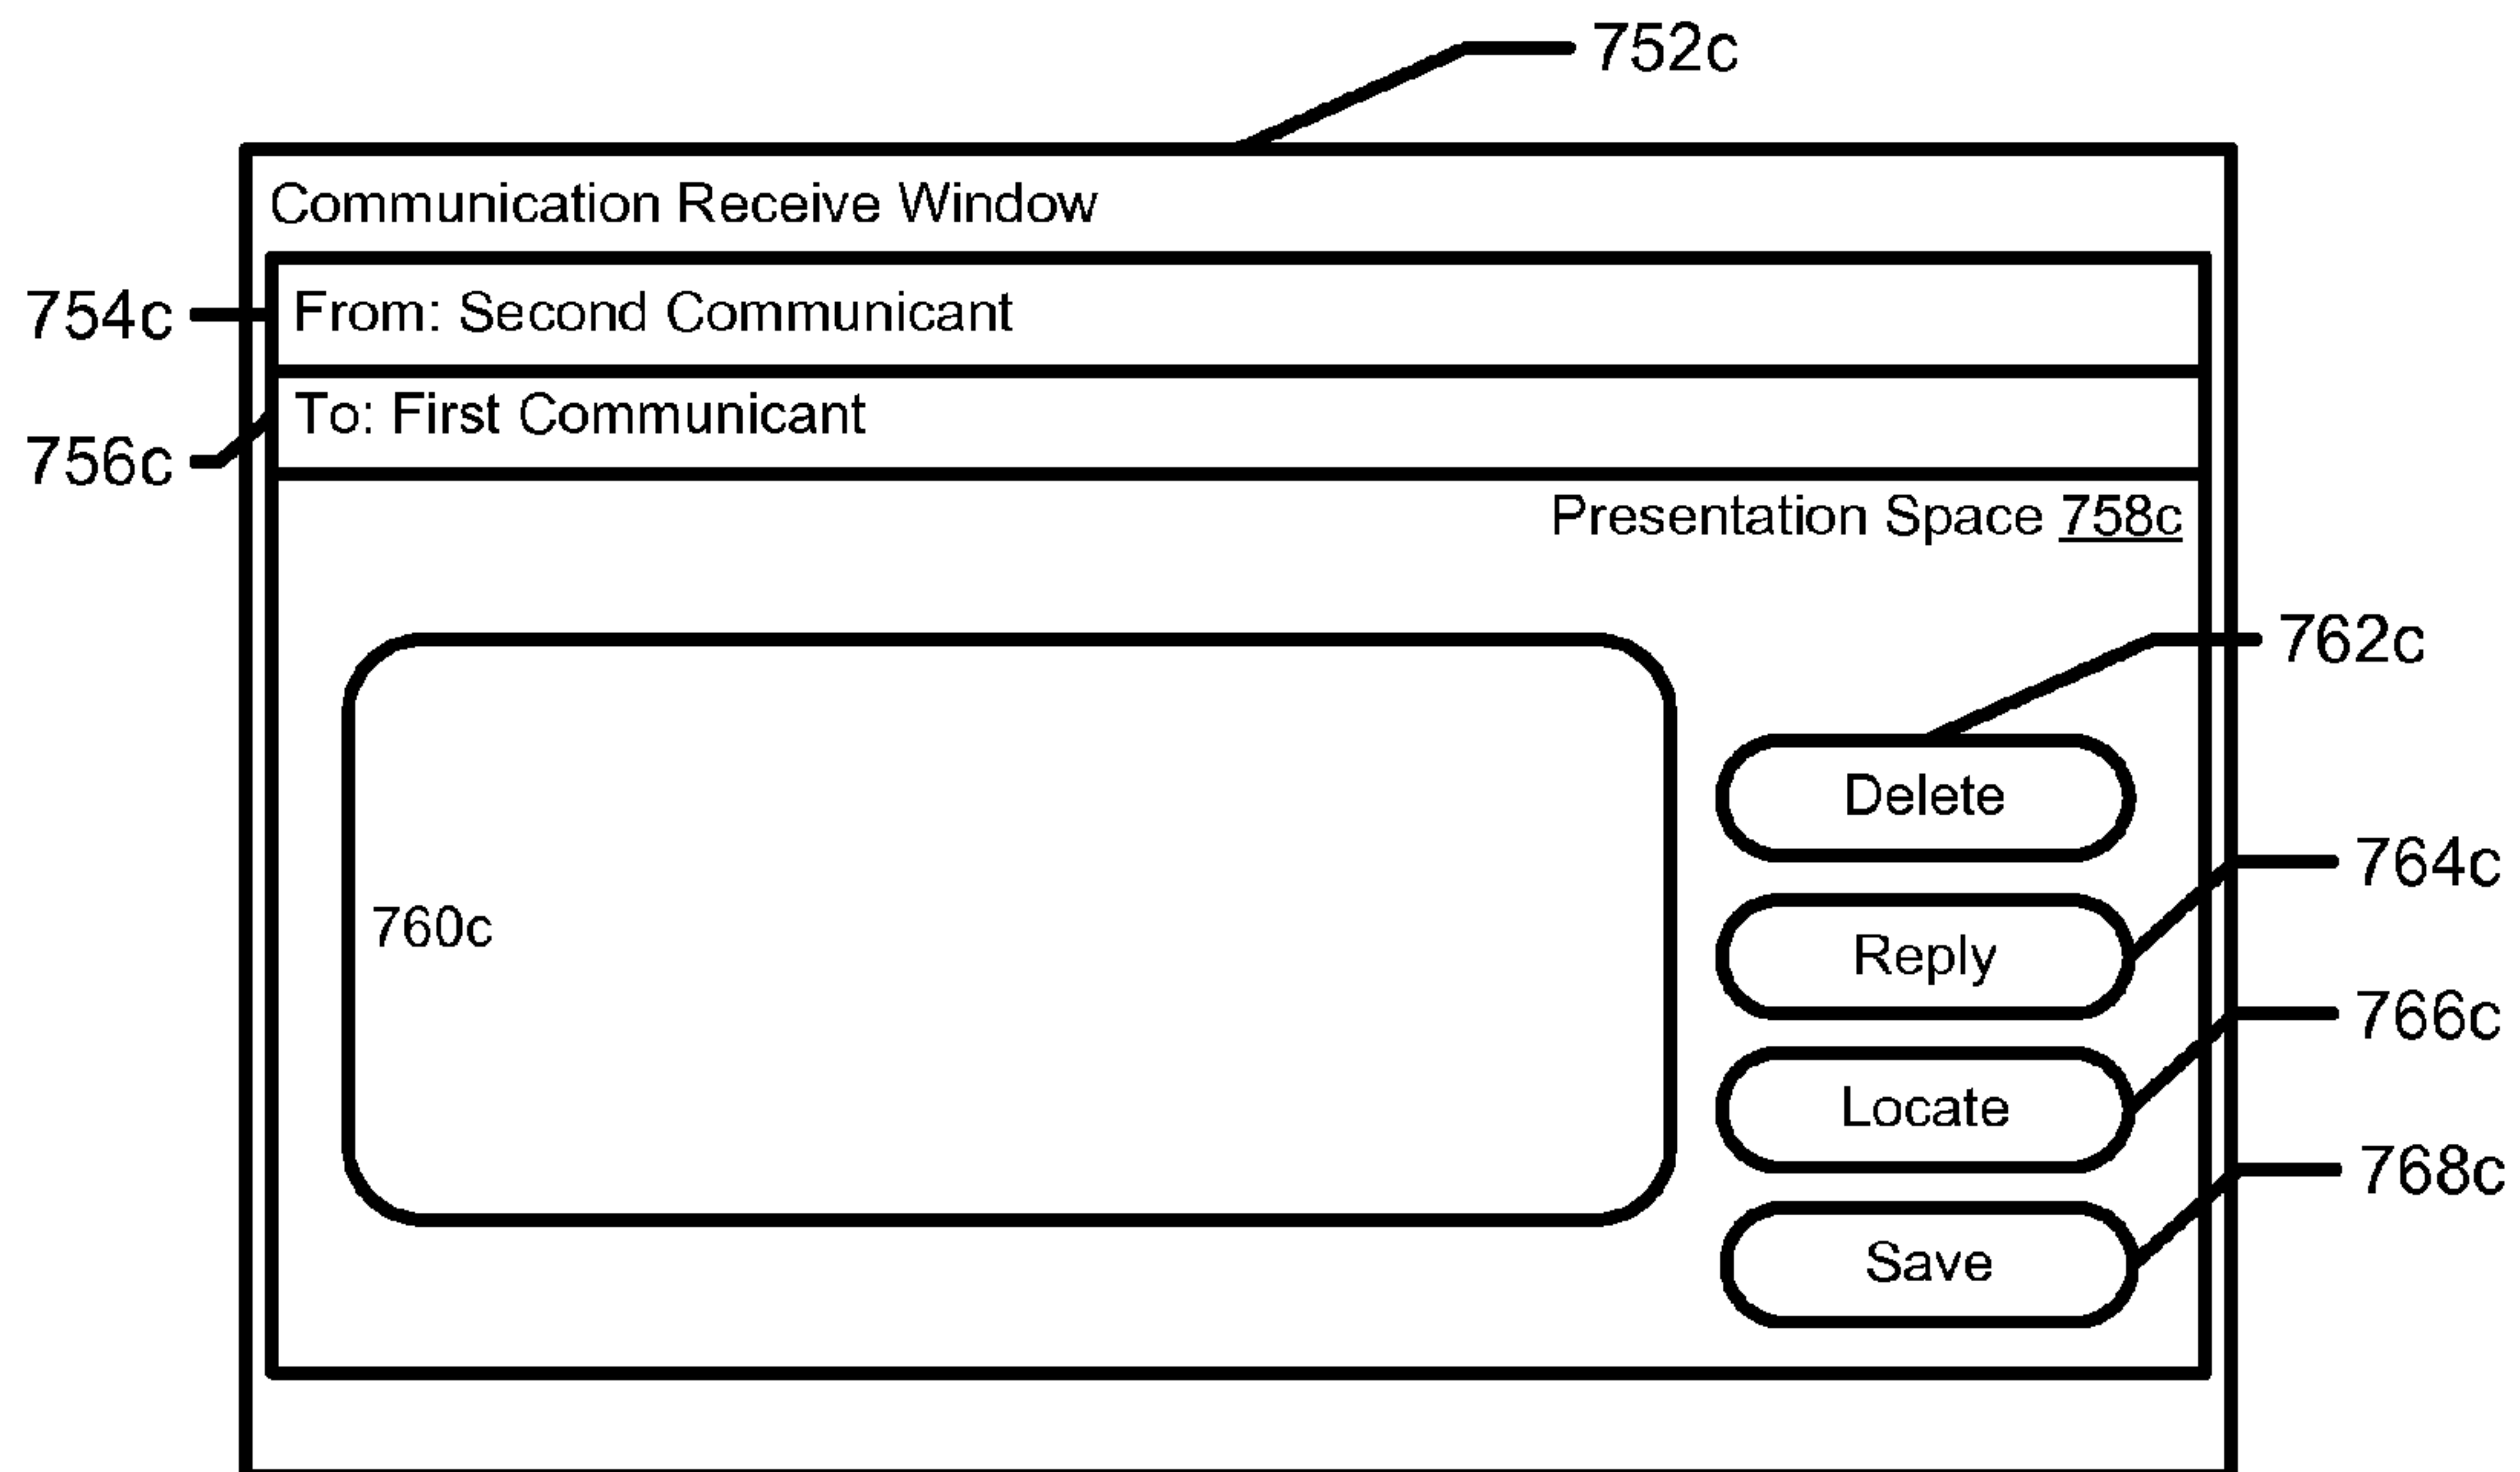 752c
Communication Receive Window
754c
From: Second Communicant
To: First Communicant
756c
Presentation Space 758c
762c
Delete
764c
760c
Reply
766c
Locate
768c
Save